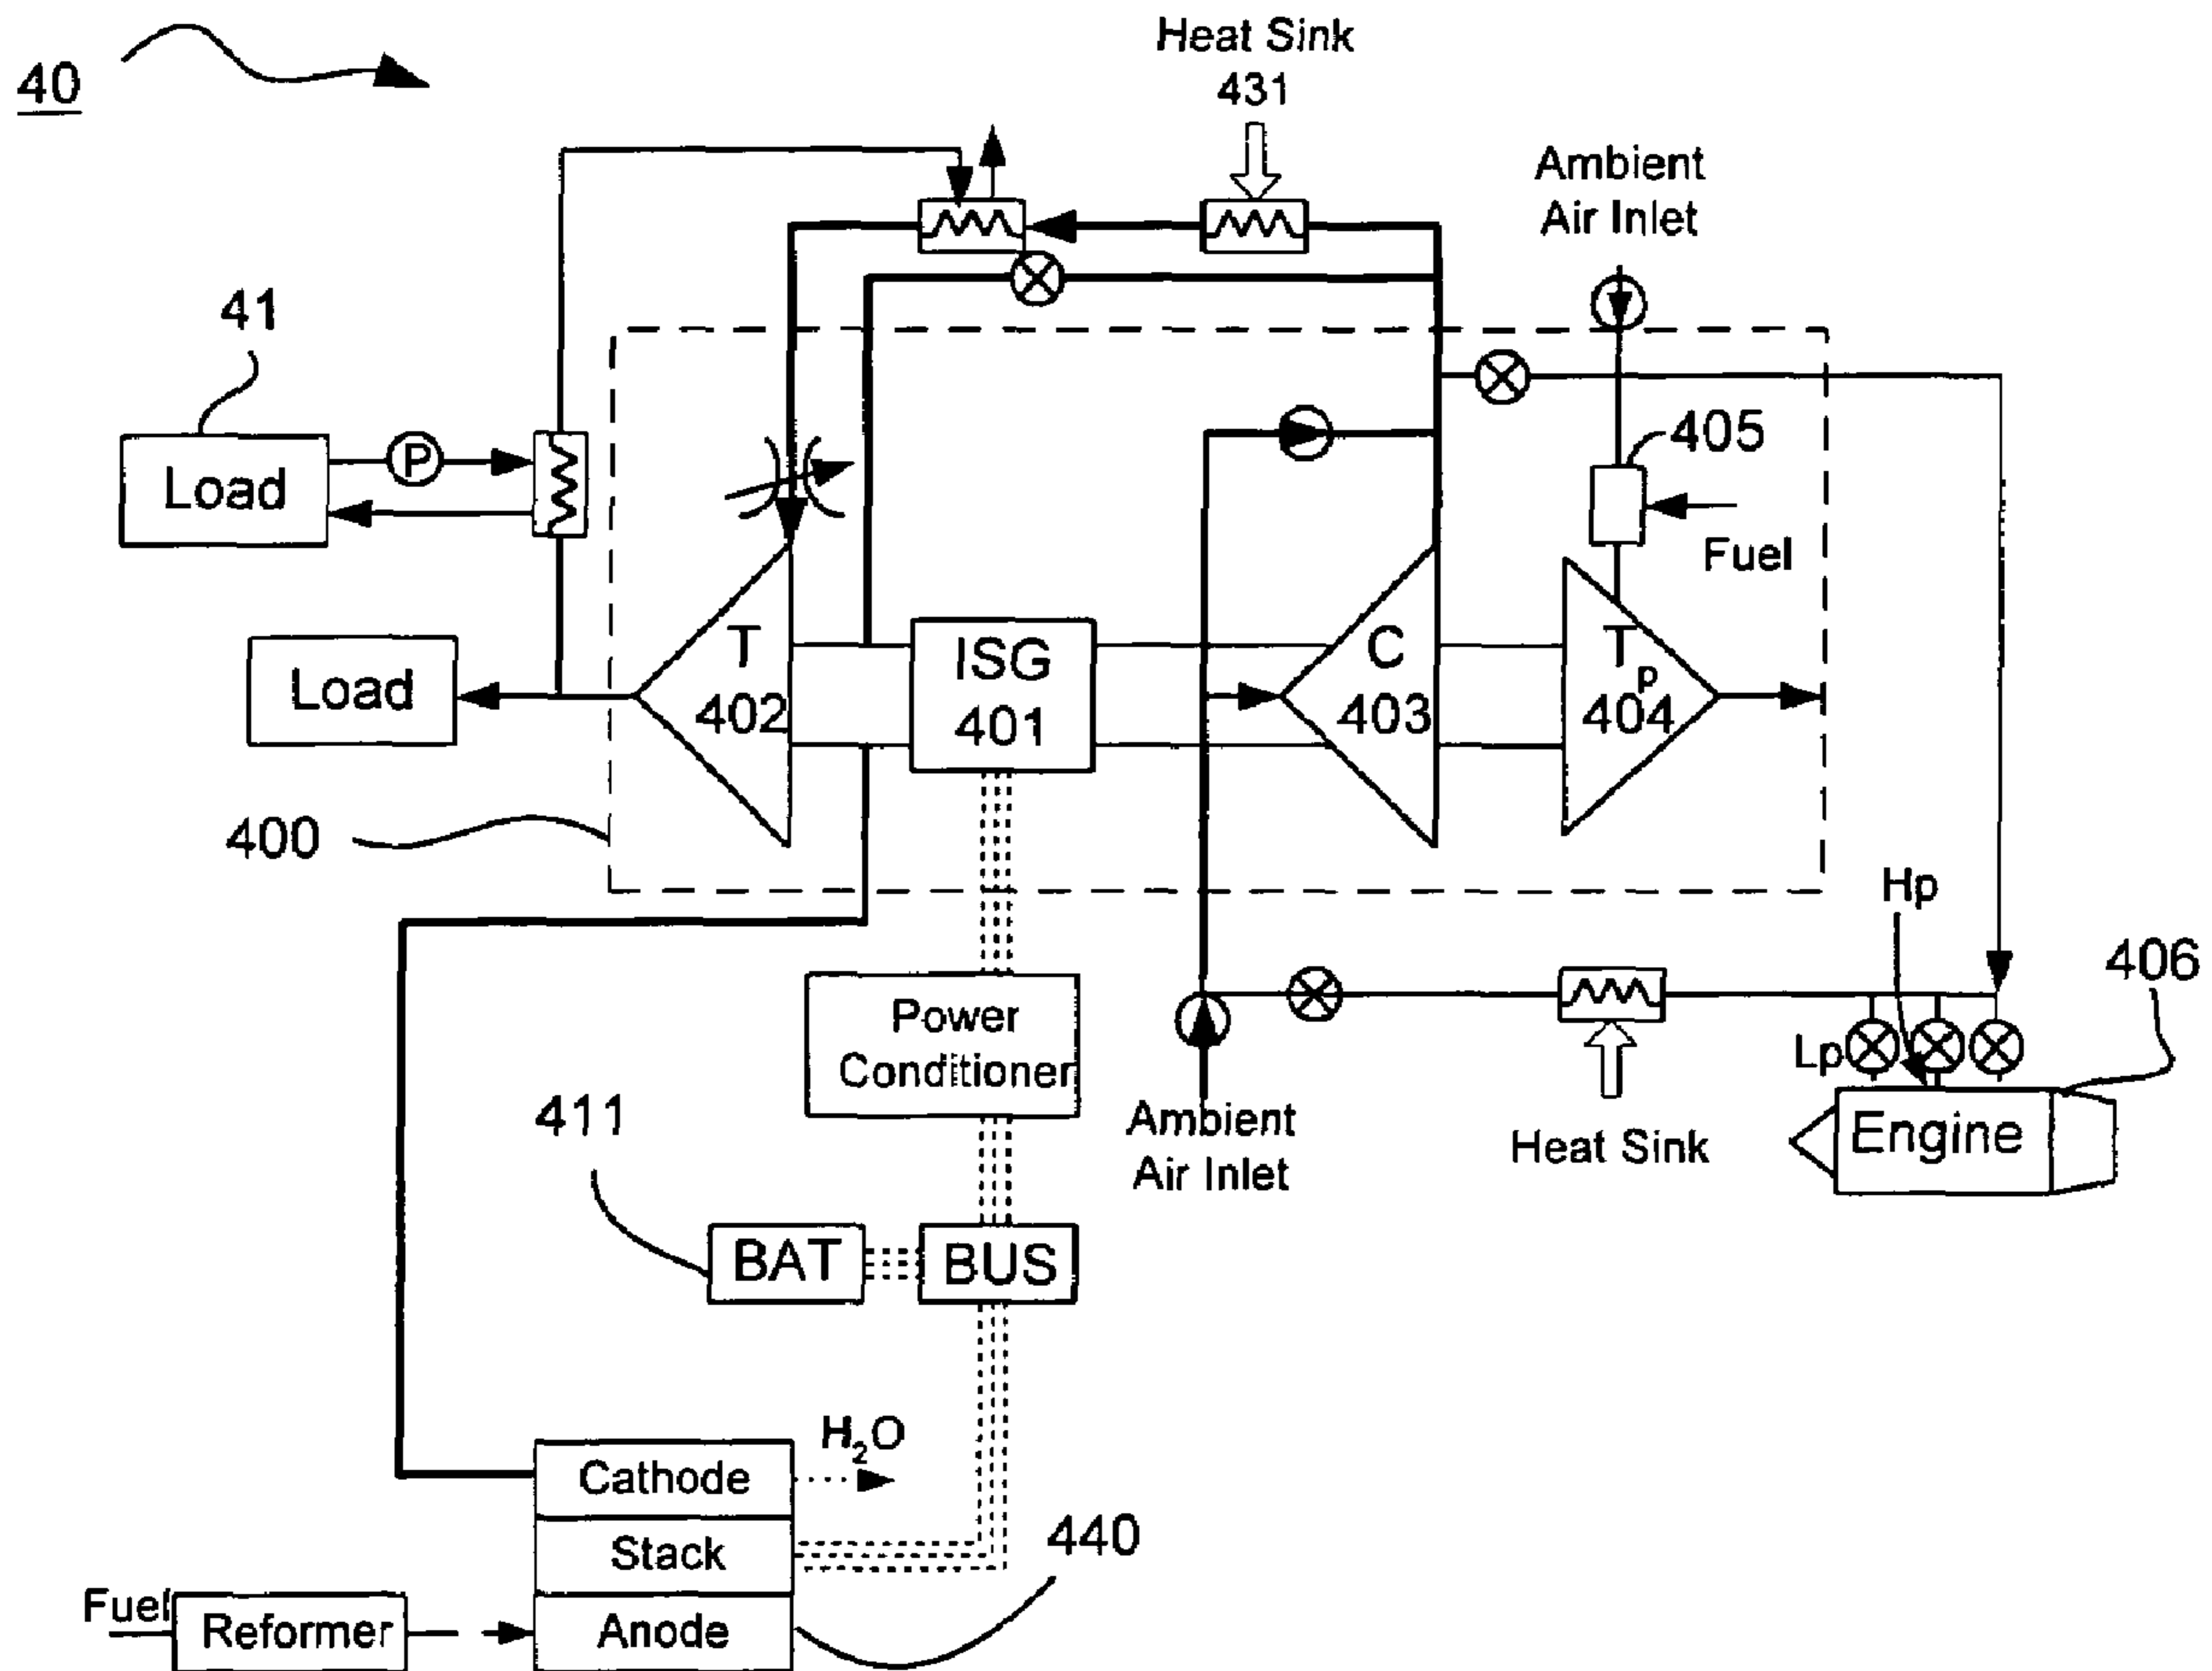 40
Heat Sink
431
Ambient
Air Inlet
41
Load
P
405
Fuel
Load
T
402
ISG
401
C
403
Tp
404
400
Hp
406
Power
Conditioner
Lp
Engine
Ambient
Air Inlet
Heat Sink
411
BAT
BUS
H₂O
Cathode
Stack
440
Fuel
Reformer
Anode